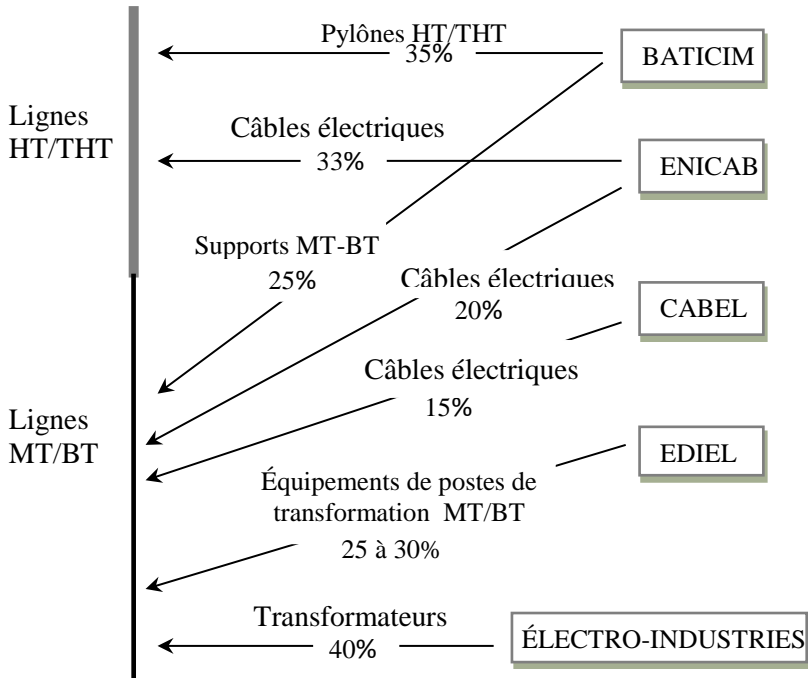 Pylônes HT/THT
35%
BATICIM
Lignes
HT/THT
Câbles électriques
33%
ENICAB
Supports MT-BT
25%
Câbles électriques
20%
CABEL
Câbles électriques
15%
Lignes
MT/BT
EDIEL
Équipements de postes de
transformation MT/BT
25 à 30%
Transformateurs
40%
ÉLECTRO-INDUSTRIES